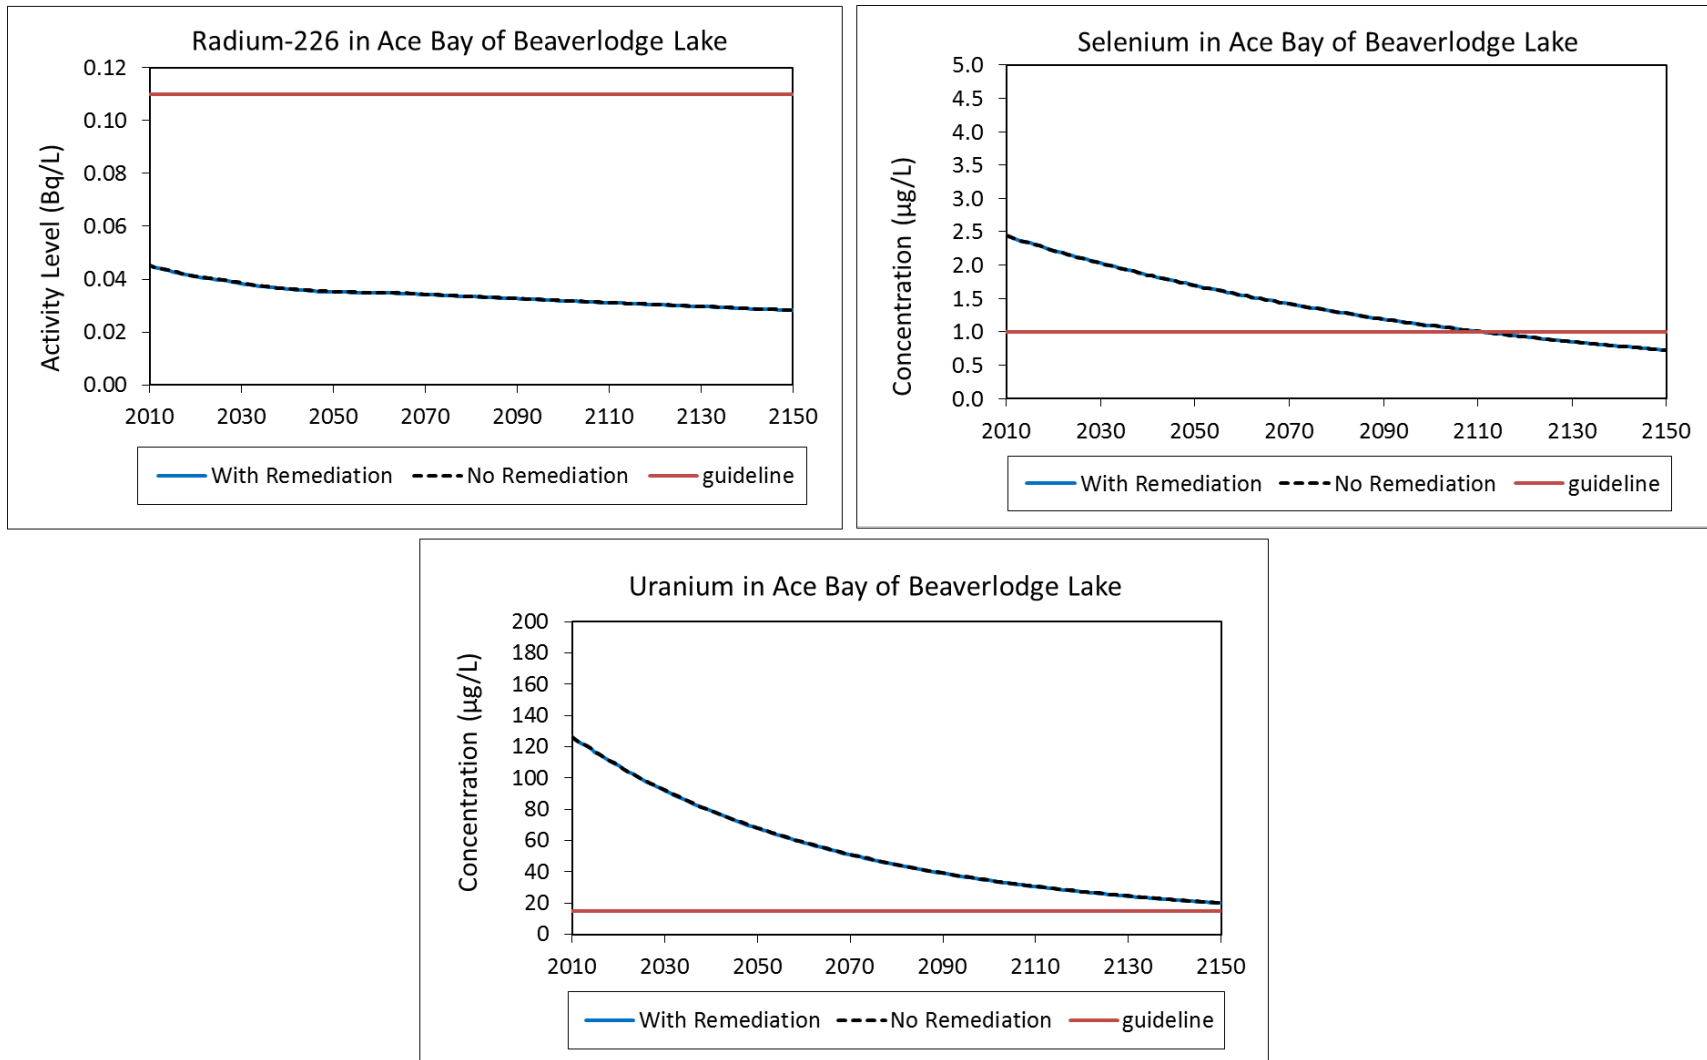 Radium-226 in Ace Bay of Beaverlodge Lake
0.12
0.10
0.08
0.06
0.04
0.02
0.00
Activity Level (Bq/L)
2010 2030 2050 2070 2090 2110 2130 2150
With Remediation No Remediation guideline
Selenium in Ace Bay of Beaverlodge Lake
5.0
4.5
4.0
3.5
3.0
2.5
2.0
1.5
1.0
0.5
0.0
Concentration (µg/L)
2010 2030 2050 2070 2090 2110 2130 2150
With Remediation No Remediation guideline
Uranium in Ace Bay of Beaverlodge Lake
200
180
160
140
120
100
80
60
40
20
0
Concentration (µg/L)
2010 2030 2050 2070 2090 2110 2130 2150
With Remediation No Remediation guideline